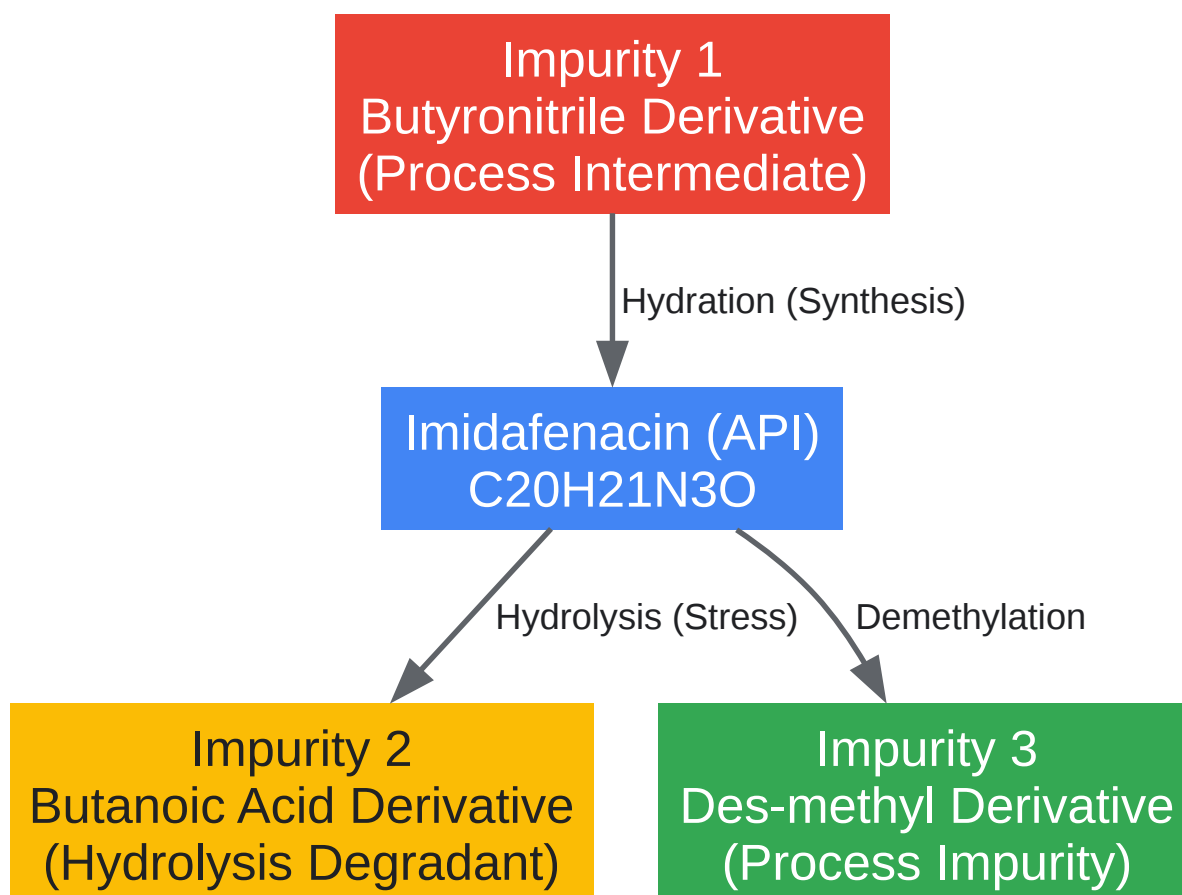 Impurity 1
Butyronitrile Derivative
(Process Intermediate)
Hydration (Synthesis)
Imidafenacin (API)
C20H21N3O
Hydrolysis (Stress)
Demethylation
Impurity 2
Butanoic Acid Derivative
(Hydrolysis Degradant)
Impurity 3
Des-methyl Derivative
(Process Impurity)